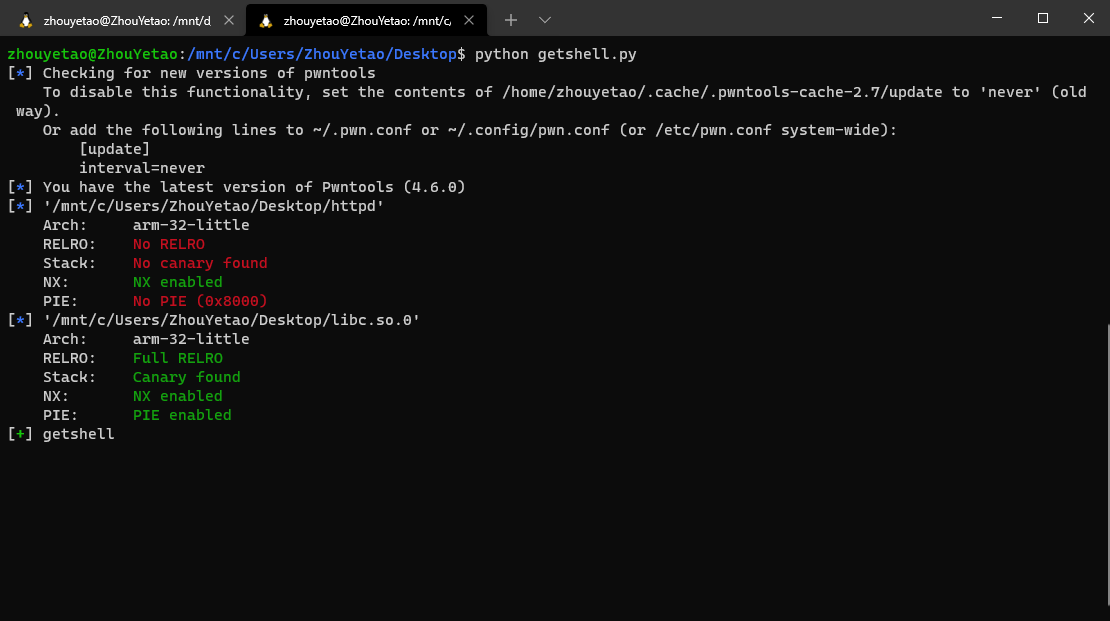 zhouyetao@ZhouYetao: /mnt/d
zhouyetao@ZhouYetao: /mnt/c/
zhouyetao@ZhouYetao:/mnt/c/Users/ZhouYetao/Desktop$ python getshell.py
[*] Checking for new versions of pwntools
    To disable this functionality, set the contents of /home/zhouyetao/.cache/.pwntools-cache-2.7/update to 'never' (old
 way).
    Or add the following lines to ~/.pwn.conf or ~/.config/pwn.conf (or /etc/pwn.conf system-wide):
        [update]
        interval=never
[*] You have the latest version of Pwntools (4.6.0)
[*] '/mnt/c/Users/ZhouYetao/Desktop/httpd'
    Arch:     arm-32-little
    RELRO:    No RELRO
    Stack:    No canary found
    NX:       NX enabled
    PIE:      No PIE (0x8000)
[*] '/mnt/c/Users/ZhouYetao/Desktop/libc.so.0'
    Arch:     arm-32-little
    RELRO:    Full RELRO
    Stack:    Canary found
    NX:       NX enabled
    PIE:      PIE enabled
[+] getshell